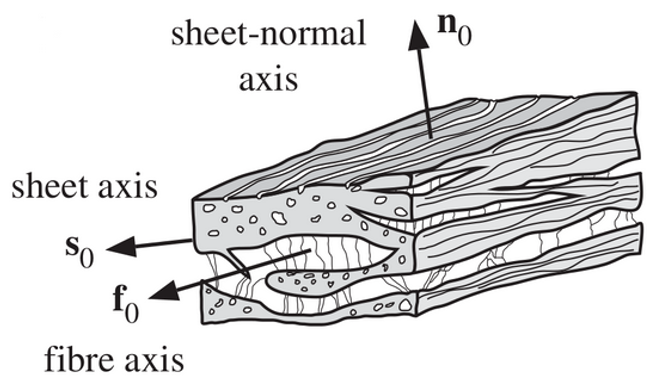 sheet-normal
axis
n0
sheet axis
s0
f0
fibre axis